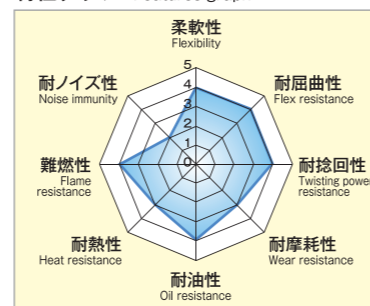 柔軟性
Flexibility
耐ノイズ性
Noise immunity
耐屈曲性
Flex resistance
5
4
3
2
1
0
難燃性
Flame
resistance
耐捻回性
Twisting power
resistance
耐熱性
Heat resistance
耐摩耗性
Wear resistance
耐油性
Oil resistance